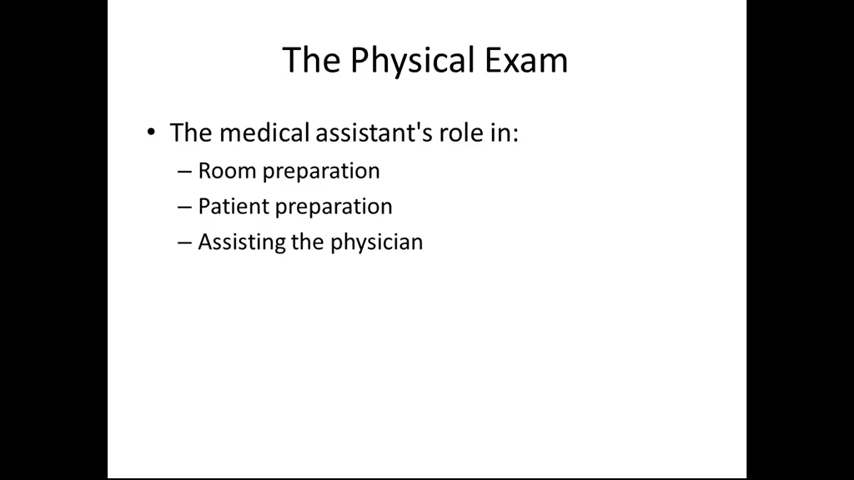 The Physical Exam
• The medical assistant's role in:
– Room preparation
– Patient preparation
– Assisting the physician